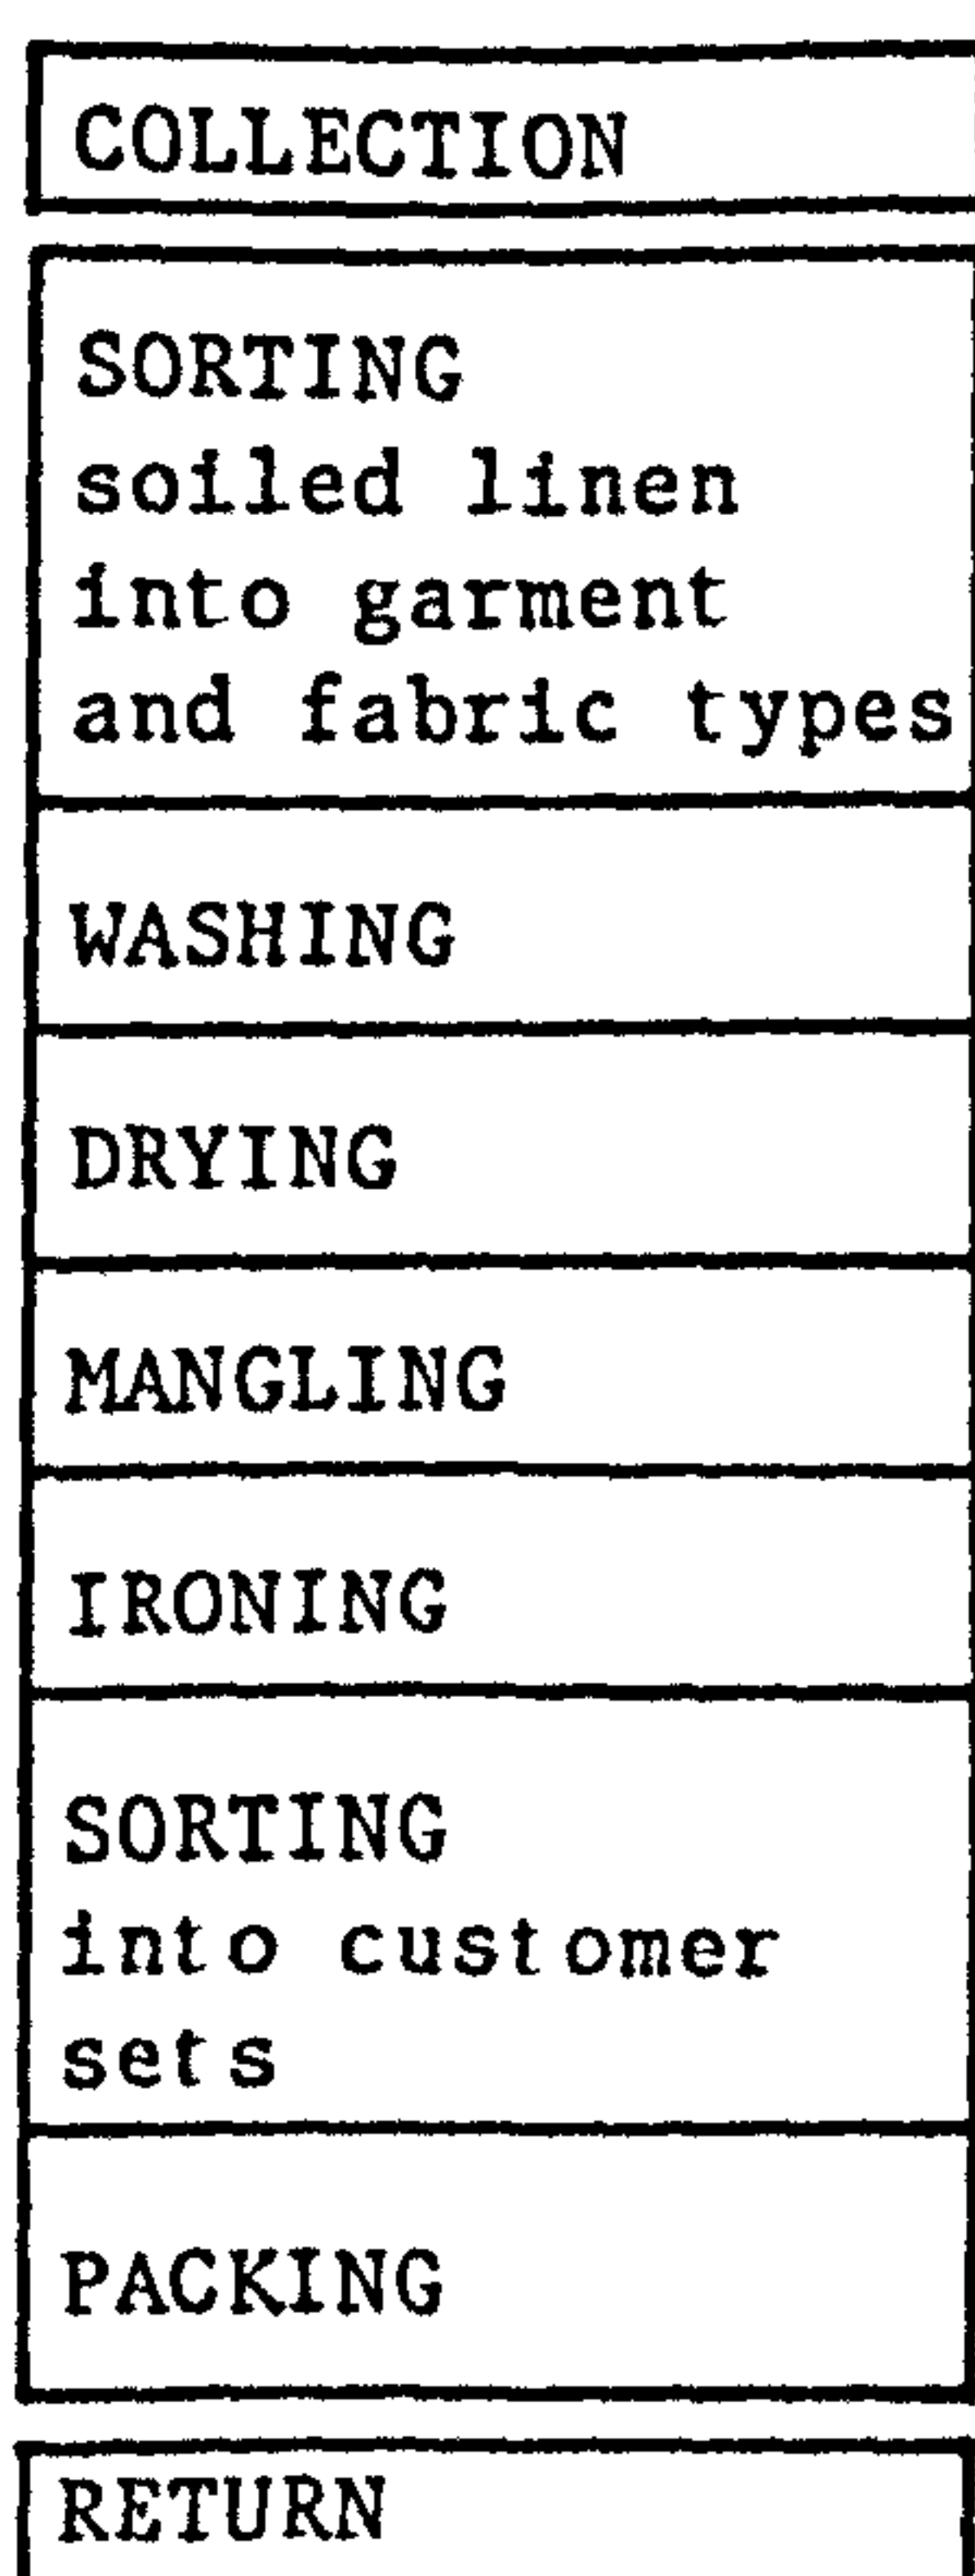 COLLECTION
SORTING
soiled linen
into garment
and fabric types
WASHING
DRYING
MANGLING
IRONING
SORTING
into customer
sets
PACKING
RETURN